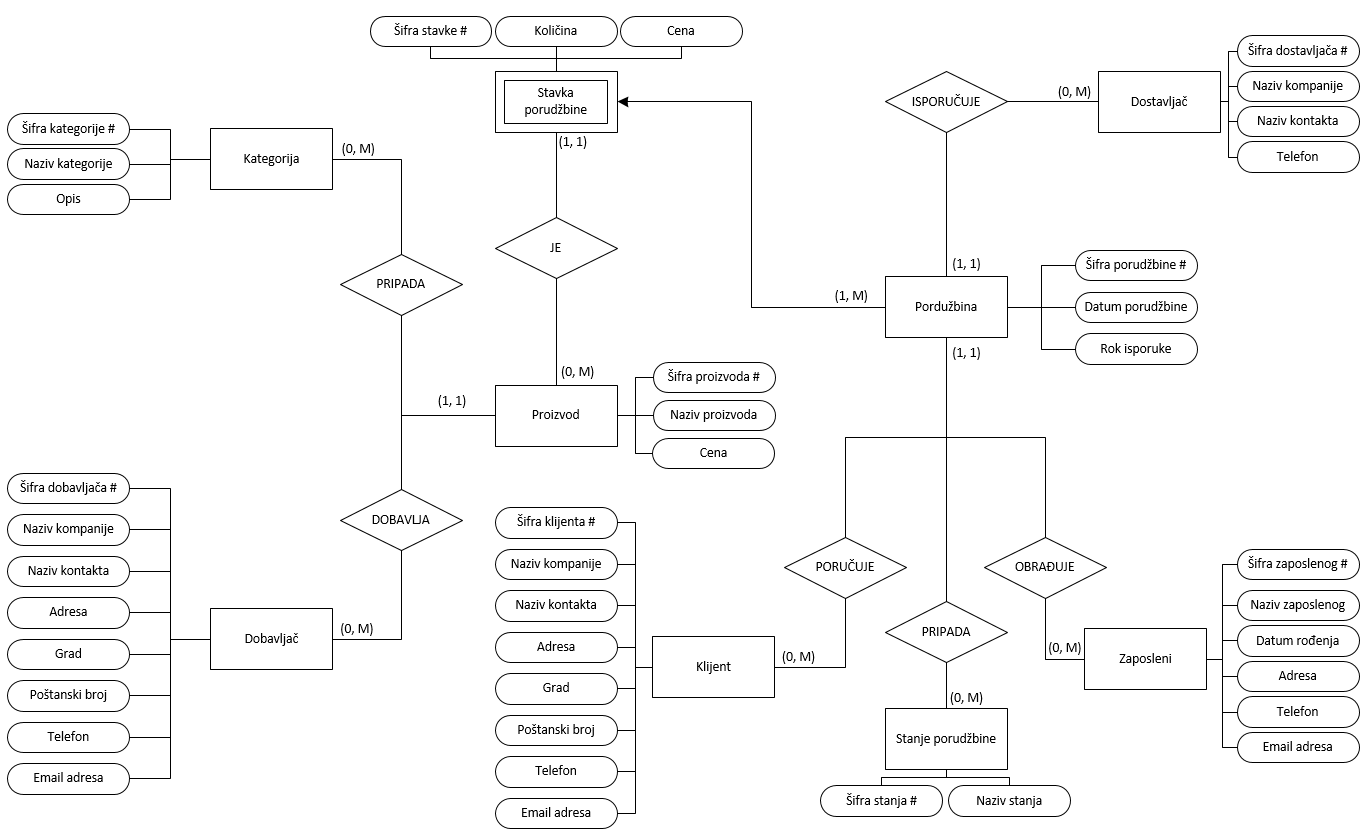 Šifra stavke #
Količina
Cena
Stavka
porudžbine
(1, 1)
ISPORUČUJE
(0, M)
Dostavljač
Šifra dostavljača #
Naziv kompanije
Naziv kontakta
Telefon
Šifra kategorije #
Naziv kategorije
Opis
Kategorija
(0, M)
PRIPADA
JE
(1, M)
(1, 1)
Pordužbina
(1, 1)
Šifra porudžbine #
Datum porudžbine
Rok isporuke
(0, M)
(1, 1)
Proizvod
Šifra proizvoda #
Naziv proizvoda
Cena
Šifra dobavljača #
Naziv kompanije
Naziv kontakta
Adresa
Grad
Poštanski broj
Telefon
Email adresa
DOBAVLJA
Dobavljač
(0, M)
Šifra klijenta #
Naziv kompanije
Naziv kontakta
Adresa
Grad
Poštanski broj
Telefon
Email adresa
Klijent
(0, M)
PORUČUJE
PRIPADA
(0, M)
Stanje porudžbine
Šifra stanja #
Naziv stanja
OBRAĐUJE
(0, M)
Zaposleni
Šifra zaposlenog #
Naziv zaposlenog
Datum rođenja
Adresa
Telefon
Email adresa